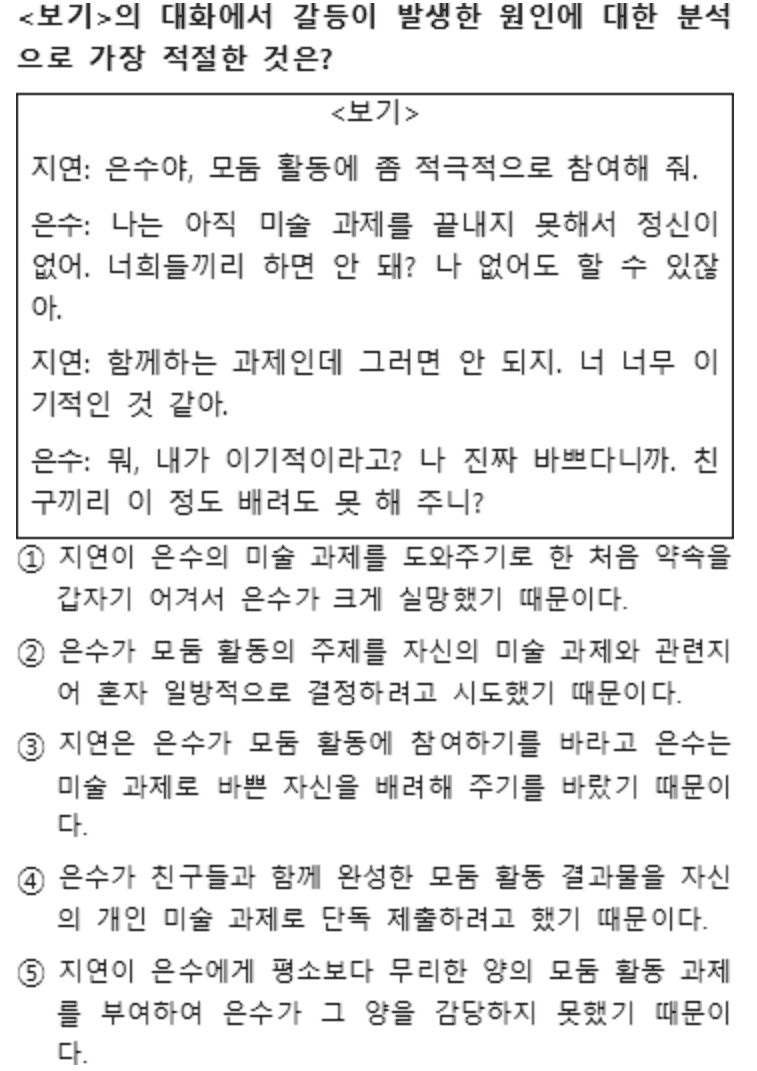 <보기>의 대화에서 갈등이 발생한 원인에 대한 분석
으로 가장 적절한 것은?
<보기>
지연: 은수야, 모둠 활동에 좀 적극적으로 참여해 줘.
은수: 나는 아직 미술 과제를 끝내지 못해서 정신이
없어. 너희들끼리 하면 안 돼? 나 없어도 할 수 있잖
아.
지연: 함께하는 과제인데 그러면 안 되지. 너 너무 이
기적인 것 같아.
은수: 뭐, 내가 이기적이라고? 나 진짜 바쁘다니까. 친
구끼리 이 정도 배려도 못 해 주니?
① 지연이 은수의 미술 과제를 도와주기로 한 처음 약속을
갑자기 어겨서 은수가 크게 실망했기 때문이다.
② 은수가 모둠 활동의 주제를 자신의 미술 과제와 관련지
어 혼자 일방적으로 결정하려고 시도했기 때문이다.
③ 지연은 은수가 모둠 활동에 참여하기를 바라고 은수는
미술 과제로 바쁜 자신을 배려해 주기를 바랐기 때문이
다.
④ 은수가 친구들과 함께 완성한 모둠 활동 결과물을 자신
의 개인 미술 과제로 단독 제출하려고 했기 때문이다.
⑤ 지연이 은수에게 평소보다 무리한 양의 모둠 활동 과제
를 부여하여 은수가 그 양을 감당하지 못했기 때문이
다.